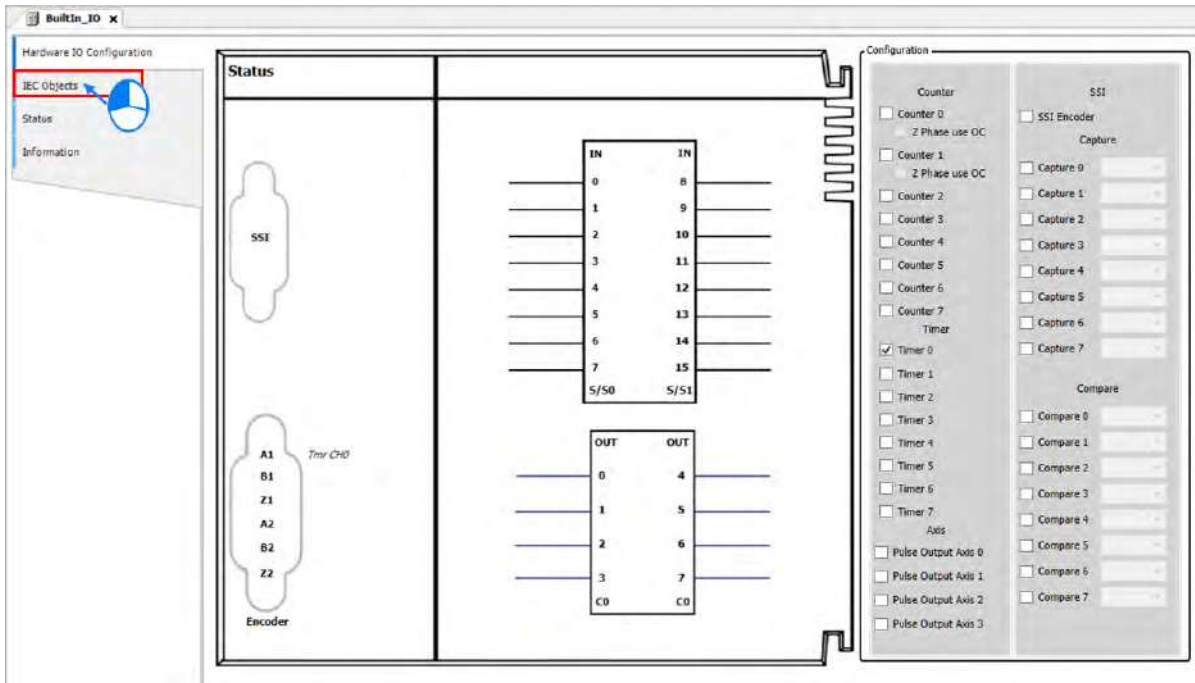 BuiltIn_IO x
Hardware IO Configuration
IEC Objects
Status
Information
Status
SSI
A1 Tmr CH0
B1
Z1
A2
B2
Z2
Encoder
IN IN
0 8
1 9
2 10
3 11
4 12
5 13
6 14
7 15
S/S0 S/S1
OUT OUT
0 4
1 5
2 6
3 7
C0 C0
Configuration
Counter
Counter 0
Z Phase use OC
Counter 1
Z Phase use OC
Counter 2
Counter 3
Counter 4
Counter 5
Counter 6
Counter 7
Timer
Timer 0
Timer 1
Timer 2
Timer 3
Timer 4
Timer 5
Timer 6
Timer 7
Axis
Pulse Output Axis 0
Pulse Output Axis 1
Pulse Output Axis 2
Pulse Output Axis 3
SSI
SSI Encoder
Capture
Capture 0
Capture 1
Capture 2
Capture 3
Capture 4
Capture 5
Capture 6
Capture 7
Compare
Compare 0
Compare 1
Compare 2
Compare 3
Compare 4
Compare 5
Compare 6
Compare 7